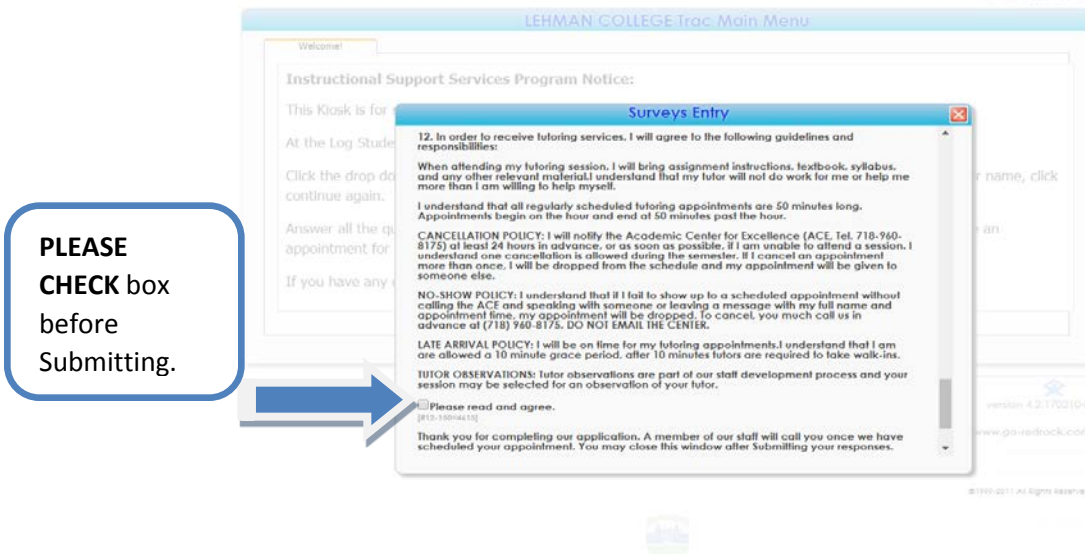 LEHMAN COLLEGE Trac Main Menu
Welcome!
Instructional Support Services Program Notice:
This Kiosk is for
At the Log Stude
Click the drop do
r name, click
continue again.
Answer all the qu
an
appointment for
If you have any
Surveys Entry
12. In order to receive tutoring services, I will agree to the following guidelines and
responsibilities:
When attending my tutoring session, I will bring assignment instructions, textbook, syllabus,
and any other relevant material.I understand that my tutor will not do work for me or help me
more than I am willing to help myself.
I understand that all regularly scheduled tutoring appointments are 50 minutes long.
Appointments begin on the hour and end at 50 minutes past the hour.
CANCELLATION POLICY: I will notify the Academic Center for Excellence (ACE, Tel. 718-960-
8175) at least 24 hours in advance, or as soon as possible, if I am unable to attend a session. I
understand one cancellation is allowed during the semester. If I cancel an appointment
more than once, I will be dropped from the schedule and my appointment will be given to
someone else.
NO-SHOW POLICY: I understand that if I fail to show up to a scheduled appointment without
calling the ACE and speaking with someone or leaving a message with my full name and
appointment time, my appointment will be dropped. To cancel, you much call us in
advance at (718) 960-8175. DO NOT EMAIL THE CENTER.
LATE ARRIVAL POLICY: I will be on time for my tutoring appointments.I understand that I am
are allowed a 10 minute grace period, after 10 minutes tutors are required to take walk-ins.
TUTOR OBSERVATIONS: Tutor observations are part of our staff development process and your
session may be selected for an observation of your tutor.
Please read and agree.
Thank you for completing our application. A member of our staff will call you once we have
scheduled your appointment. You may close this window after Submitting your responses.
PLEASE
CHECK box
before
Submitting.
version 4.2.170210
www.go-redrock.com
©1997-2011 All Rights Reserve